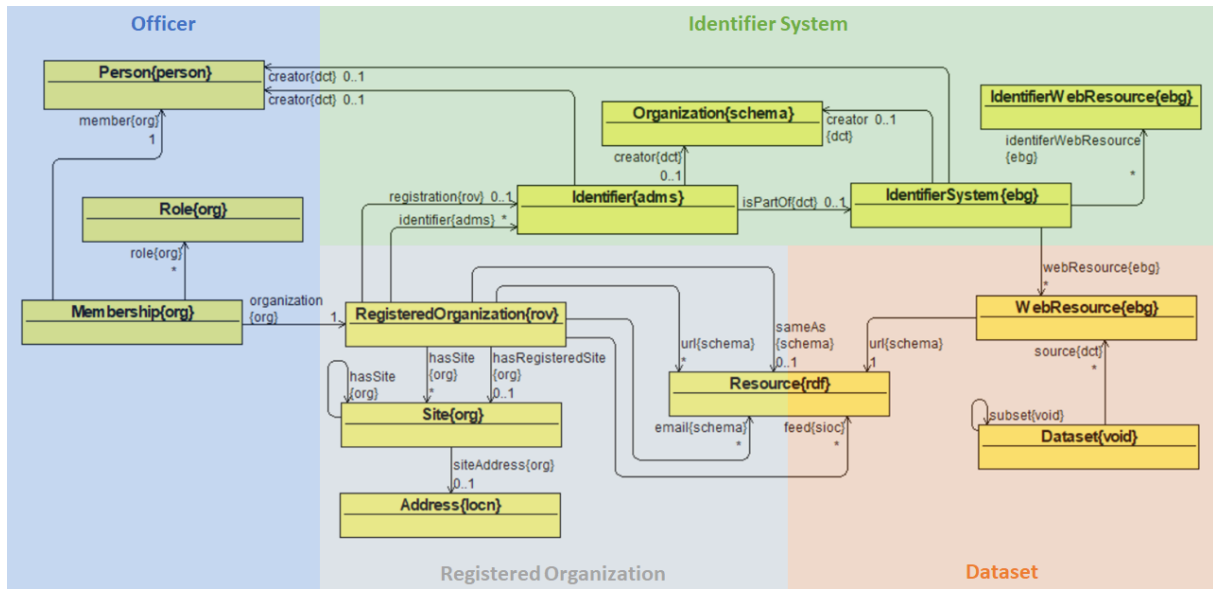 Officer
Identifier System
Person{person}
creator{dct} 0..1
creator{dct} 0..1
member{org}
1
Organization{schema}
creator 0..1
{dct}
IdentifierWebResource{ebg}
identiferWebResource
{ebg}
*
creator{dct}
0..1
Role{org}
role{org}
*
registration{rov} 0..1
identifier{adms} *
Identifier{adms}
isPartOf{dct} 0..1
IdentifierSystem{ebg}
webResource{ebg}
*
Membership{org}
organization
{org}
1
RegisteredOrganization{rov}
url{schema}
*
sameAs
{schema}
0..1
url{schema}
1
WebResource{ebg}
source{dct}
*
hasSite
{org}
hasSite
{org}
*
hasRegisteredSite
{org}
0..1
Resource{rdf}
Site{org}
email{schema}
*
feed{sioc}
*
subset{void}
Dataset{void}
siteAddress{org}
0..1
Address{locn}
Registered Organization
Dataset